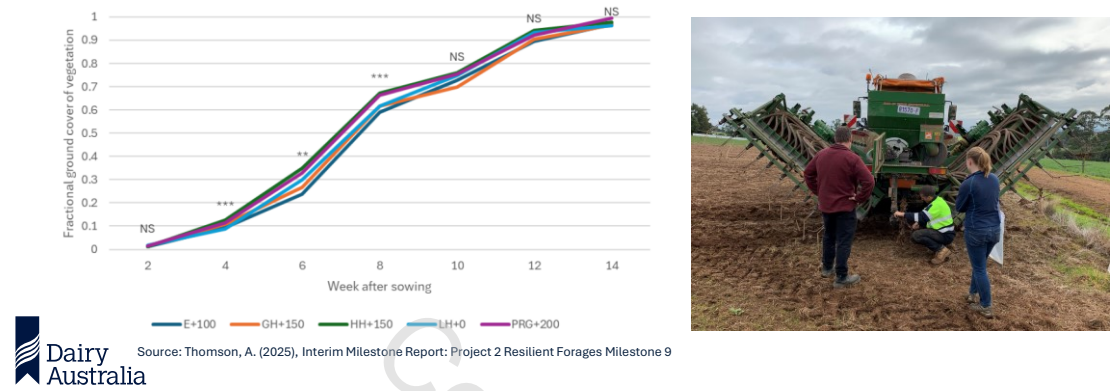 NS
***
**
***
NS
NS
NS
Fractional ground cover of vegetation
1
0.9
0.8
0.7
0.6
0.5
0.4
0.3
0.2
0.1
0
2 4 6 8 10 12 14
Week after sowing
E+100 GH+150 HH+150 LH+0 PRG+200
Dairy
Australia
Source: Thomson, A. (2025), Interim Milestone Report: Project 2 Resilient Forages Milestone 9